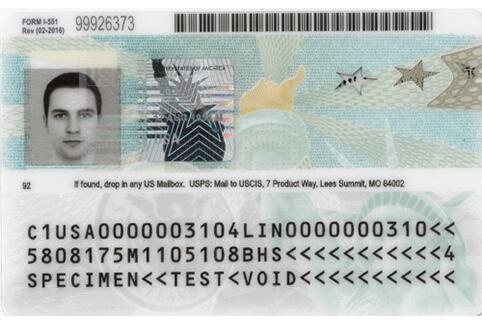 FORM I-551
Rev (02-2016)
99926373
UNITED STATES OF AMERICA
92
If found, drop in any US Mailbox. USPS: Mail to USCIS, 7 Product Way, Lees Summit, MO 64002
C1USA0000003104LIN0000000310<<
5808175M1105108BHS<<<<<<<<<<<4
SPECIMEN<<TEST<VOID<<<<<<<<<<<